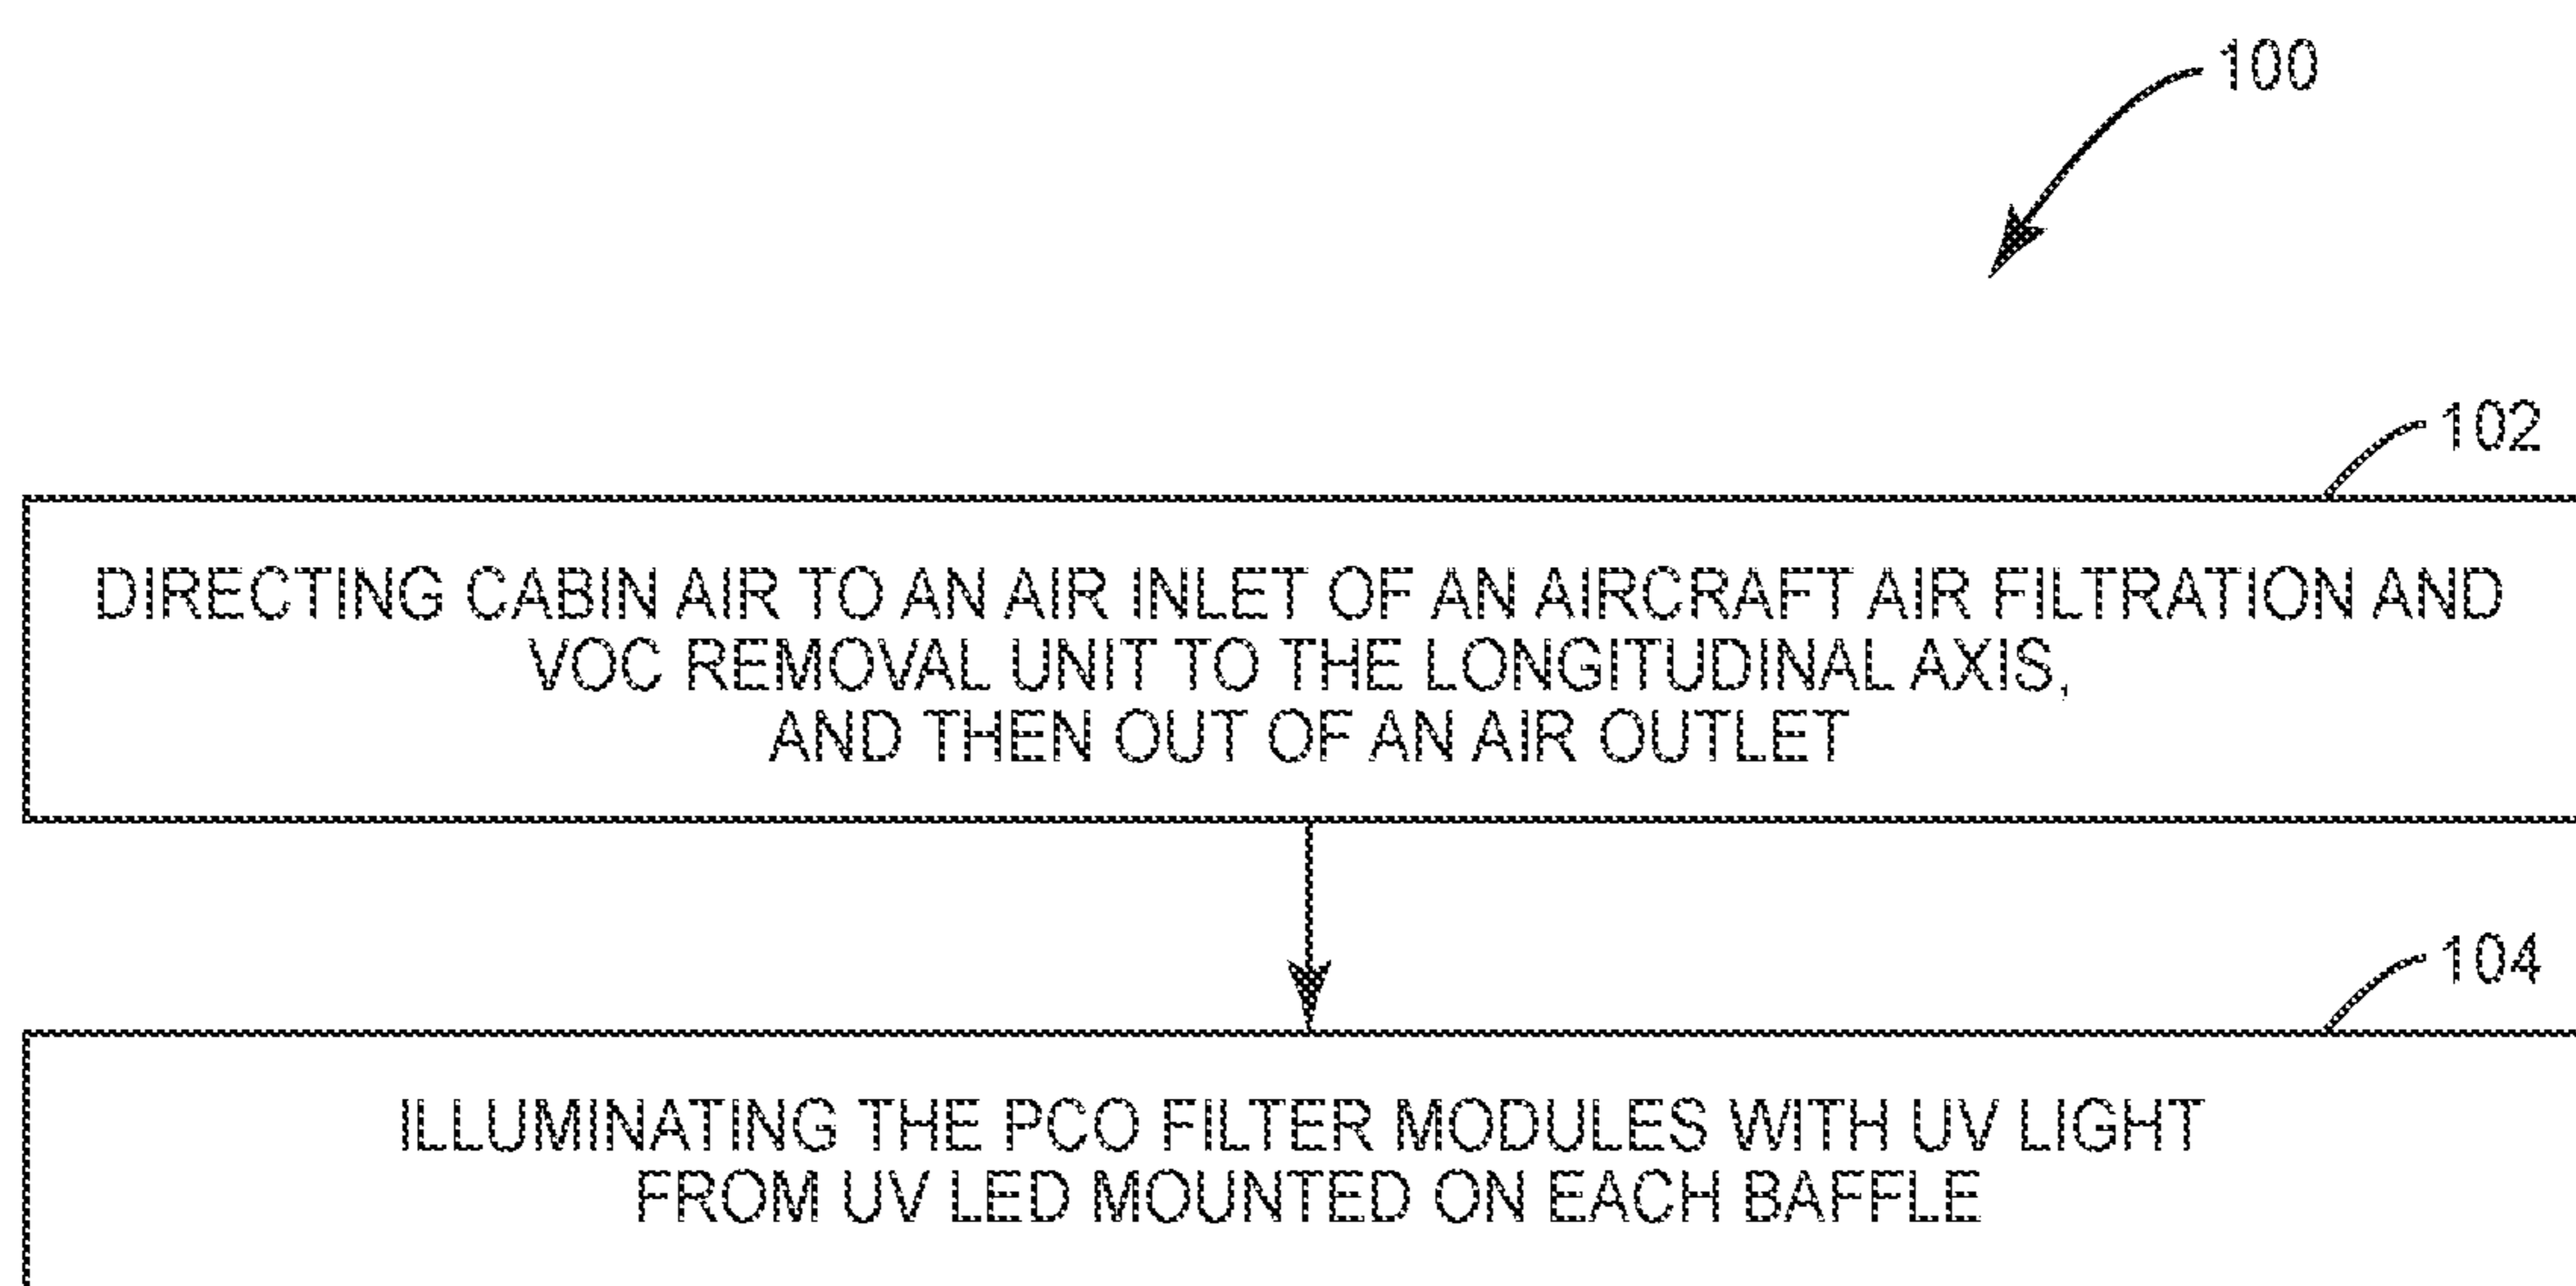 100
102
DIRECTING CABIN AIR TO AN AIR INLET OF AN AIRCRAFT AIR FILTRATION AND
VOC REMOVAL UNIT TO THE LONGITUDINAL AXIS,
AND THEN OUT OF AN AIR OUTLET
104
ILLUMINATING THE PCO FILTER MODULES WITH UV LIGHT
FROM UV LED MOUNTED ON EACH BAFFLE